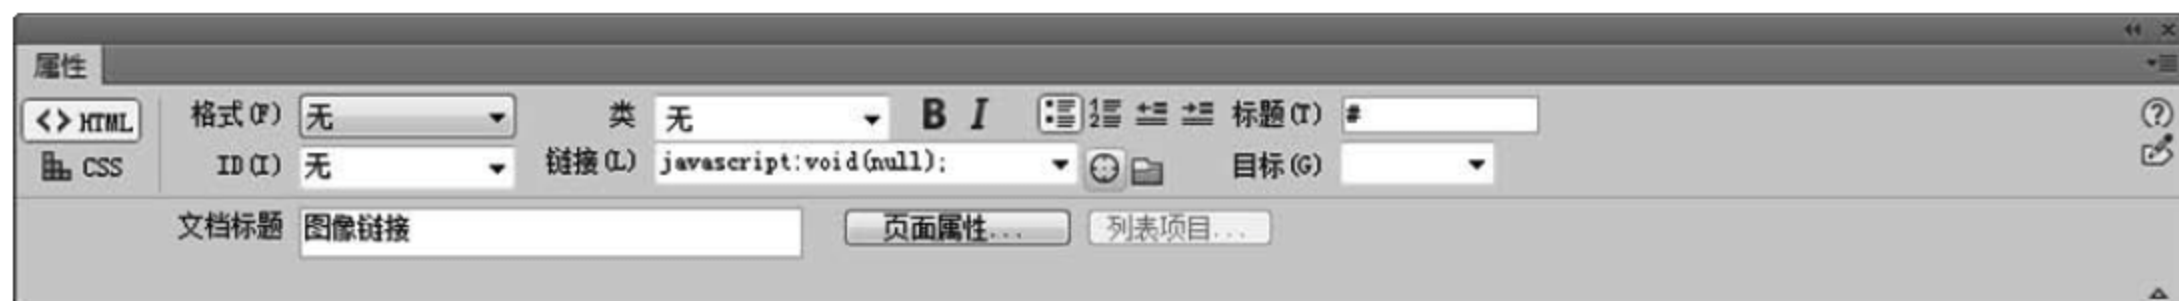 属性
<> HTML 格式(F) 无 类 无 B I 标题(T) #
CSS ID(I) 无 链接(L) javascript:void(null); 目标(G)
文档标题 图像链接 页面属性... 列表项目...